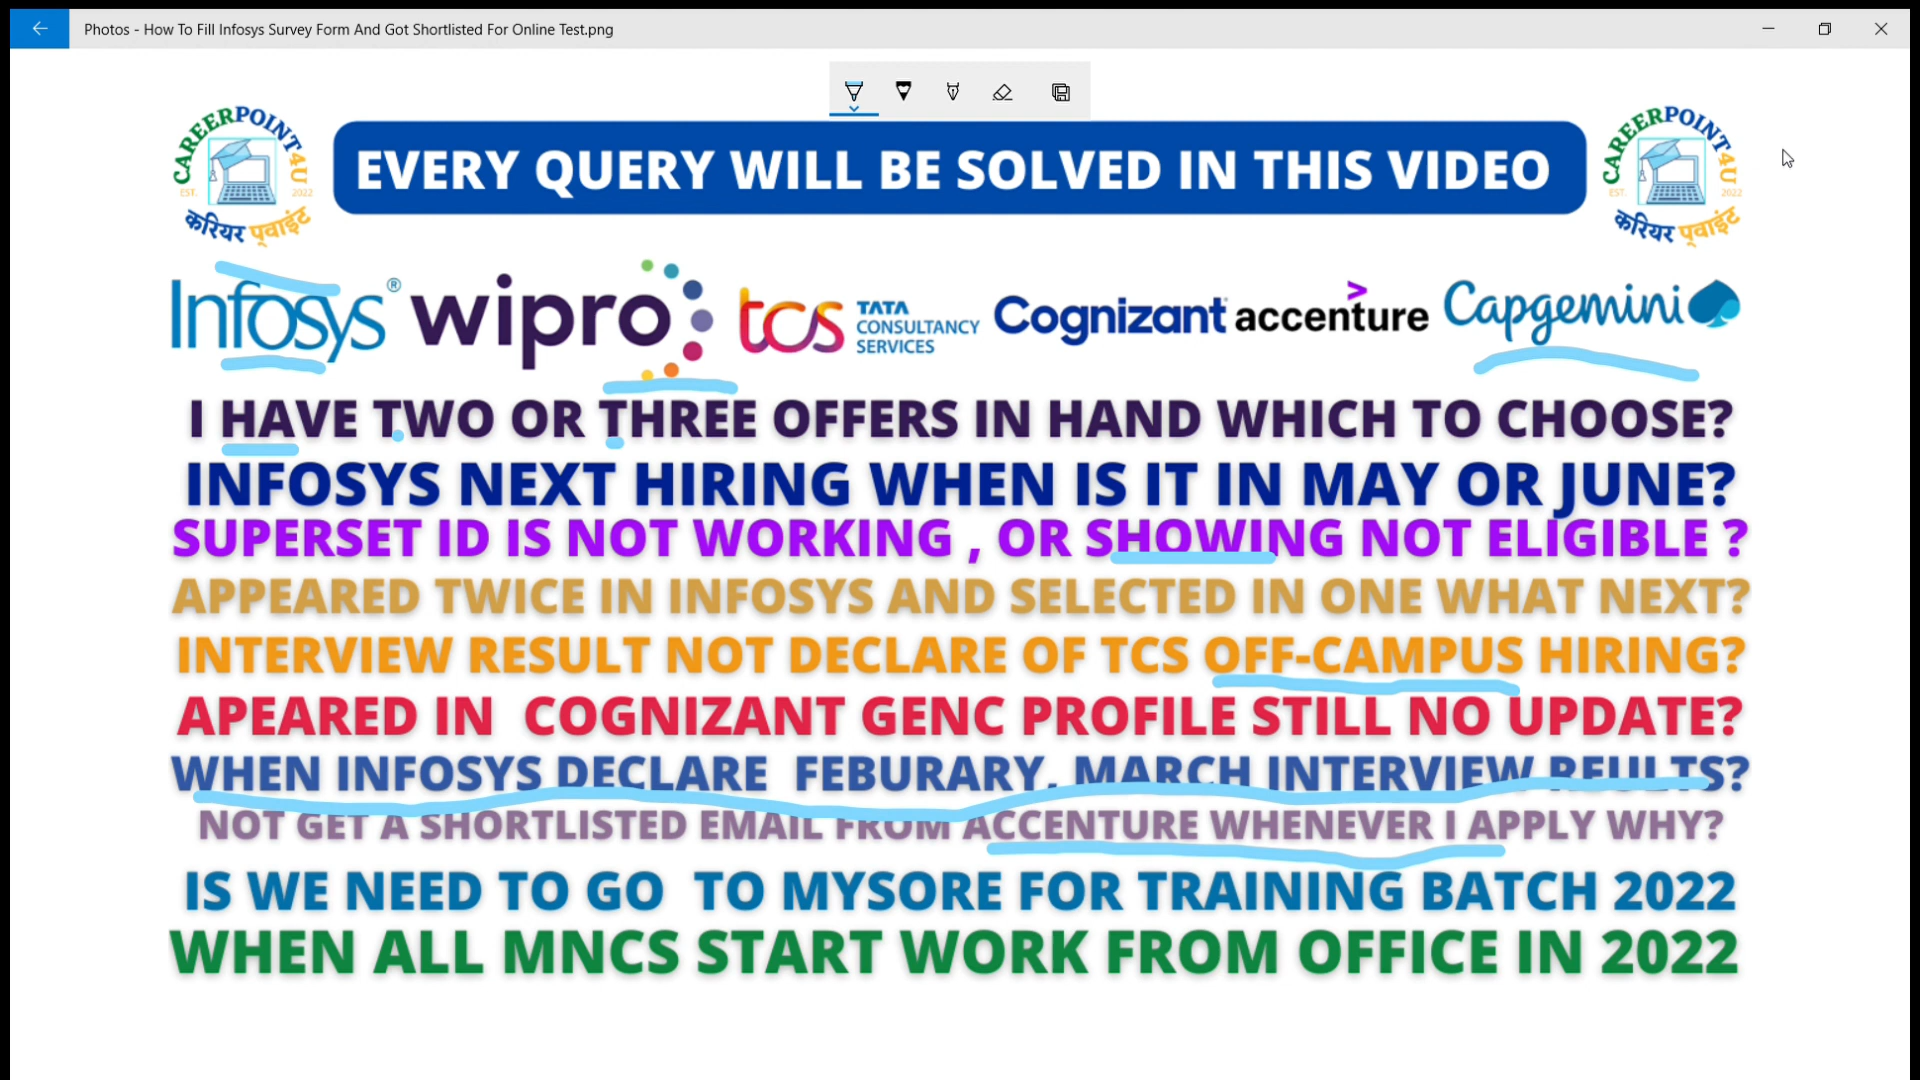 Photos - How To Fill Infosys Survey Form And Got Shortlisted For Online Test.png
CAREERPOINT4U
EST. 2022
करियर प्वाइंट
EVERY QUERY WILL BE SOLVED IN THIS VIDEO
CAREERPOINT4U
EST. 2022
करियर प्वाइंट
Infosys® wipro tcs TATA CONSULTANCY SERVICES Cognizant accenture Capgemini
I HAVE TWO OR THREE OFFERS IN HAND WHICH TO CHOOSE?
INFOSYS NEXT HIRING WHEN IS IT IN MAY OR JUNE?
SUPERSET ID IS NOT WORKING , OR SHOWING NOT ELIGIBLE ?
APPEARED TWICE IN INFOSYS AND SELECTED IN ONE WHAT NEXT?
INTERVIEW RESULT NOT DECLARE OF TCS OFF-CAMPUS HIRING?
APEARED IN COGNIZANT GENC PROFILE STILL NO UPDATE?
WHEN INFOSYS DECLARE FEBURARY, MARCH INTERVIEW REULTS?
NOT GET A SHORTLISTED EMAIL FROM ACCENTURE WHENEVER I APPLY WHY?
IS WE NEED TO GO TO MYSORE FOR TRAINING BATCH 2022
WHEN ALL MNCS START WORK FROM OFFICE IN 2022